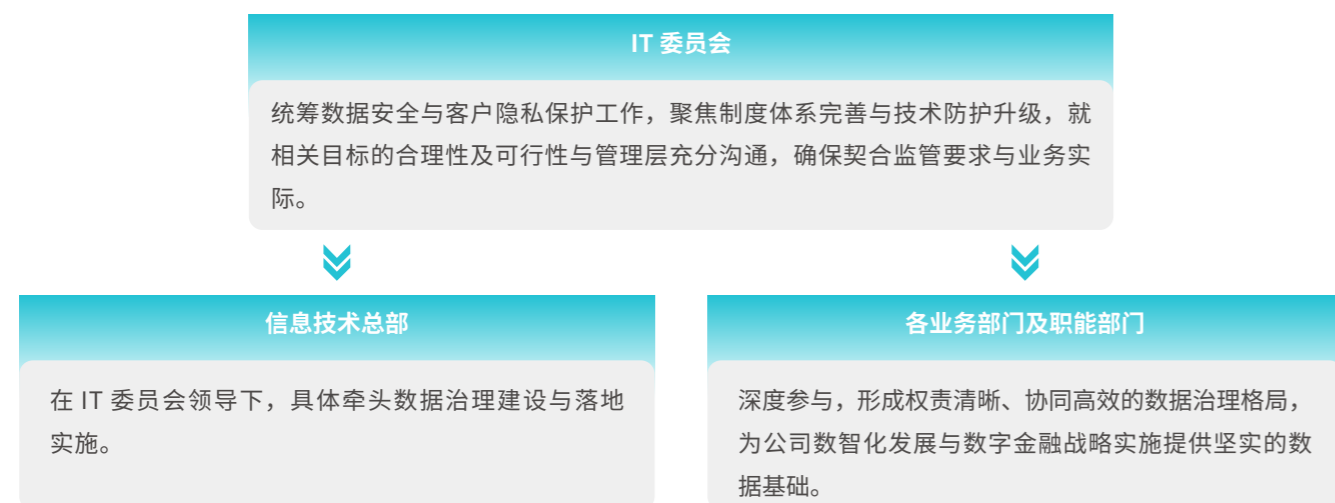 IT 委员会
统筹数据安全与客户隐私保护工作，聚焦制度体系完善与技术防护升级，就
相关目标的合理性及可行性与管理层充分沟通，确保契合监管要求与业务实
际。
信息技术总部
在 IT 委员会领导下，具体牵头数据治理建设与落地
实施。
各业务部门及职能部门
深度参与，形成权责清晰、协同高效的数据治理格局，
为公司数智化发展与数字金融战略实施提供坚实的数
据基础。